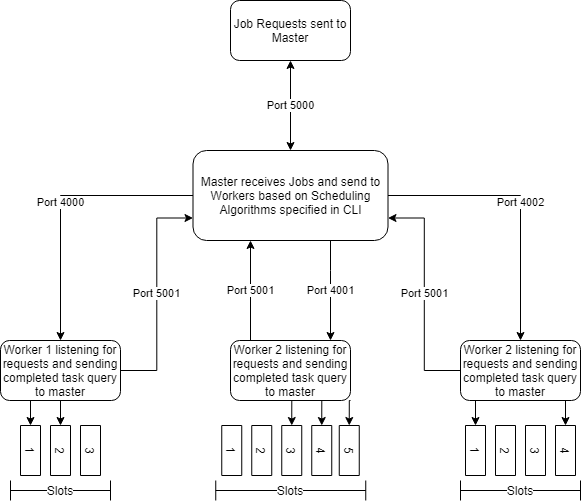 Job Requests sent to
Master
Port 5000
Master receives Jobs and send to
Workers based on Scheduling
Algorithms specified in CLI
Port 4000
Port 4002
Port 5001
Port 5001
Port 4001
Port 5001
Worker 1 listening for
requests and sending
completed task query
to master
Worker 2 listening for
requests and sending
completed task query
to master
Worker 2 listening for
requests and sending
completed task query
to master
1
2
3
1
2
3
4
5
1
2
3
4
Slots
Slots
Slots